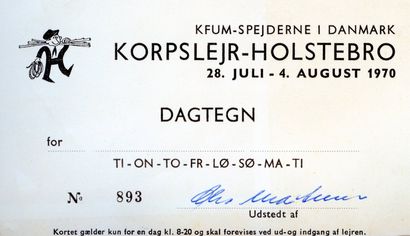 KFUM-SPEJDERNE I DANMARK
KORPSLEJR-HOLSTEBRO
28. JULI - 4. AUGUST 1970
DAGTEGN
for
TI - ON - TO - FR - LØ - SØ - MA - TI
No 893
Udstedt af
Kortet gælder kun for en dag kl. 8-20 og skal forevises ved ud- og indgang af lejren.